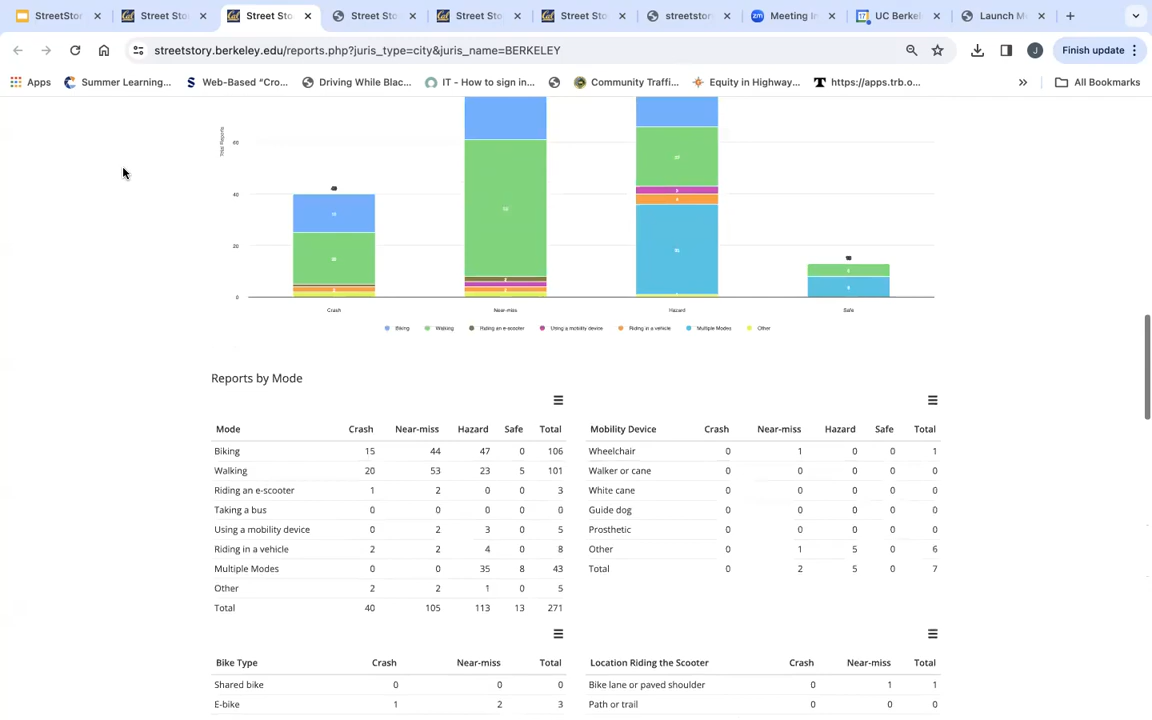 StreetStor
Street Stor
Street Sto
Street Sto
Street Sto
Street Sto
streetstor
zm Meeting in
17 UC Berkel
Launch Me
streetstory.berkeley.edu/reports.php?juris_type=city&juris_name=BERKELEY
J
Finish update
Apps
Summer Learning...
S Web-Based “Cro...
Driving While Blac...
IT - How to sign in...
Community Traffi...
Equity in Highway...
T https://apps.trb.o...
»
All Bookmarks
Total Reports
60
40
20
0
40
Crash
Near-miss
Hazard
Safe
Biking
Walking
Riding an e-scooter
Using a mobility device
Riding in a vehicle
Multiple Modes
Other
Reports by Mode
Mode Crash Near-miss Hazard Safe Total
Biking 15 44 47 0 106
Walking 20 53 23 5 101
Riding an e-scooter 1 2 0 0 3
Taking a bus 0 0 0 0 0
Using a mobility device 0 2 3 0 5
Riding in a vehicle 2 2 4 0 8
Multiple Modes 0 0 35 8 43
Other 2 2 1 0 5
Total 40 105 113 13 271
Mobility Device Crash Near-miss Hazard Safe Total
Wheelchair 0 1 0 0 1
Walker or cane 0 0 0 0 0
White cane 0 0 0 0 0
Guide dog 0 0 0 0 0
Prosthetic 0 0 0 0 0
Other 0 1 5 0 6
Total 0 2 5 0 7
Bike Type Crash Near-miss Total
Shared bike 0 0 0
E-bike 1 2 3
Location Riding the Scooter Crash Near-miss Total
Bike lane or paved shoulder 0 1 1
Path or trail 0 0 0